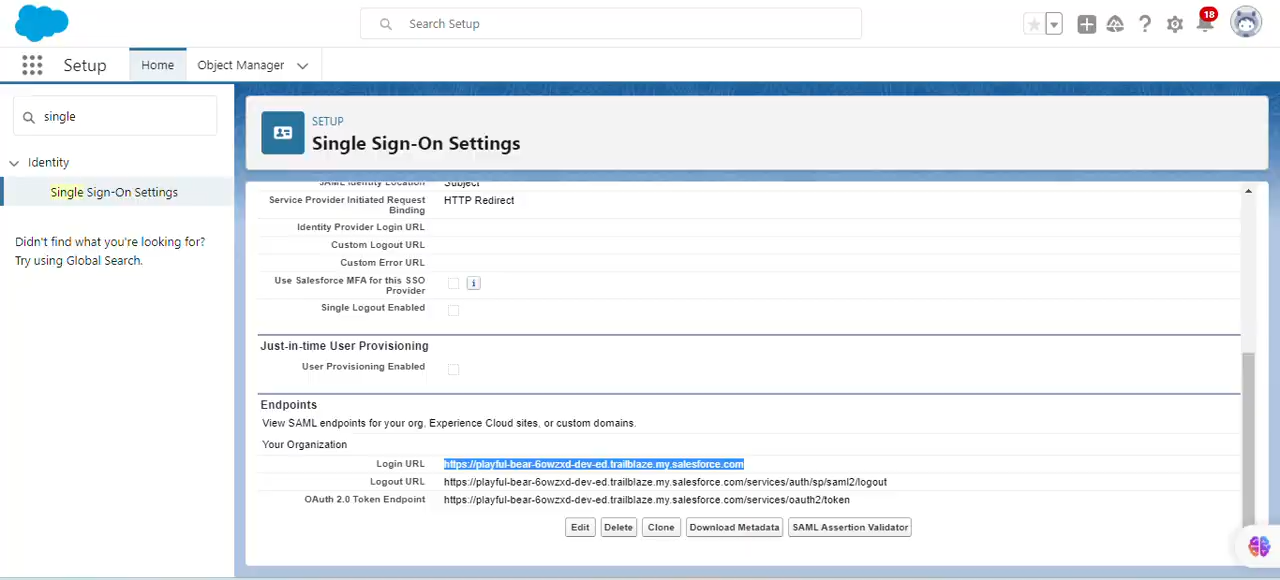 Search Setup
18
Setup
Home
Object Manager
single
Identity
Single Sign-On Settings
Didn't find what you're looking for?
Try using Global Search.
SETUP
Single Sign-On Settings
SAML Identity Location Subject
Service Provider Initiated Request Binding HTTP Redirect
Identity Provider Login URL
Custom Logout URL
Custom Error URL
Use Salesforce MFA for this SSO Provider i
Single Logout Enabled
Just-in-time User Provisioning
User Provisioning Enabled
Endpoints
View SAML endpoints for your org, Experience Cloud sites, or custom domains.
Your Organization
Login URL https://playful-bear-6owzxd-dev-ed.trailblaze.my.salesforce.com
Logout URL https://playful-bear-6owzxd-dev-ed.trailblaze.my.salesforce.com/services/auth/sp/saml2/logout
OAuth 2.0 Token Endpoint https://playful-bear-6owzxd-dev-ed.trailblaze.my.salesforce.com/services/oauth2/token
Edit Delete Clone Download Metadata SAML Assertion Validator